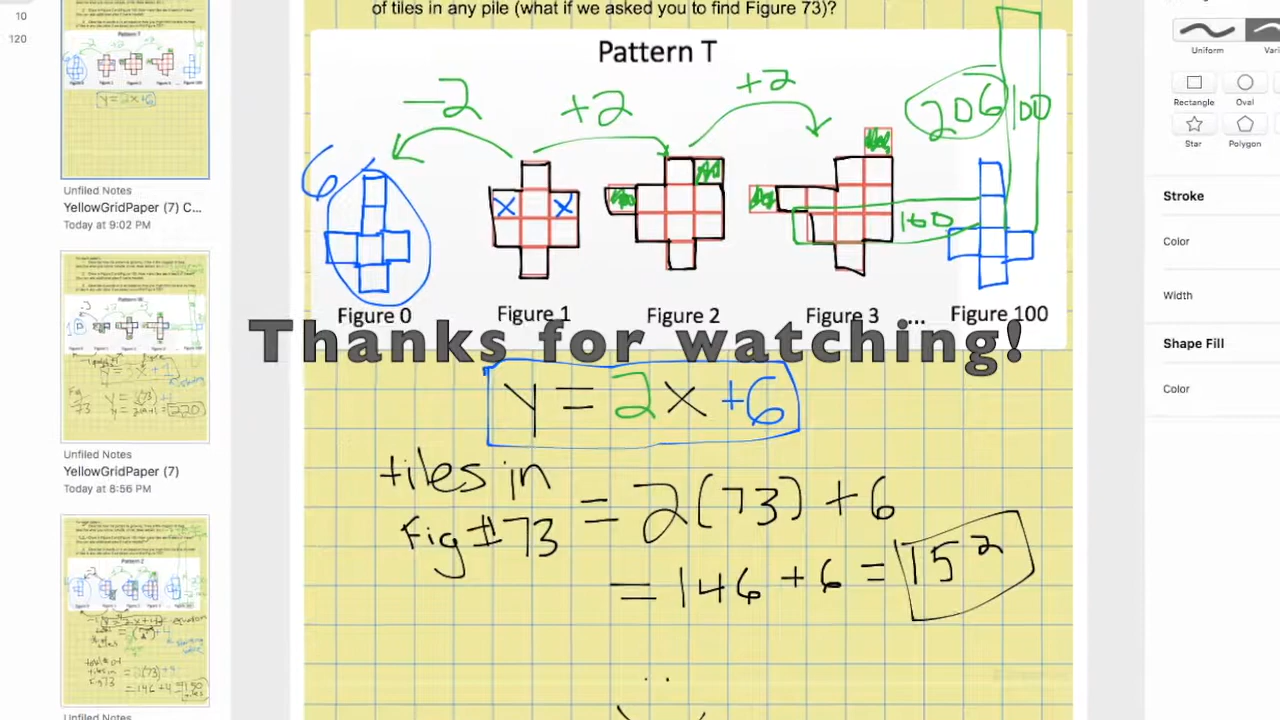 10
120
of tiles in any pile (what if we asked you to find Figure 73)?
Pattern T
-2
+2
+2
206
100
6
X X
100
Figure 0 Figure 1 Figure 2 Figure 3 ... Figure 100
Thanks for watching!
y = 2x +6
tiles in
Fig #73
= 2(73) + 6
= 146 + 6 = 152
Pattern T
y = 2x+6
Unfiled Notes
YellowGridPaper (7) C...
Today at 9:02 PM
Unfiled Notes
YellowGridPaper (7)
Today at 8:56 PM
Unfiled Notes
Uniform
Vari
Rectangle Oval
Star Polygon
Stroke
Color
Width
Shape Fill
Color